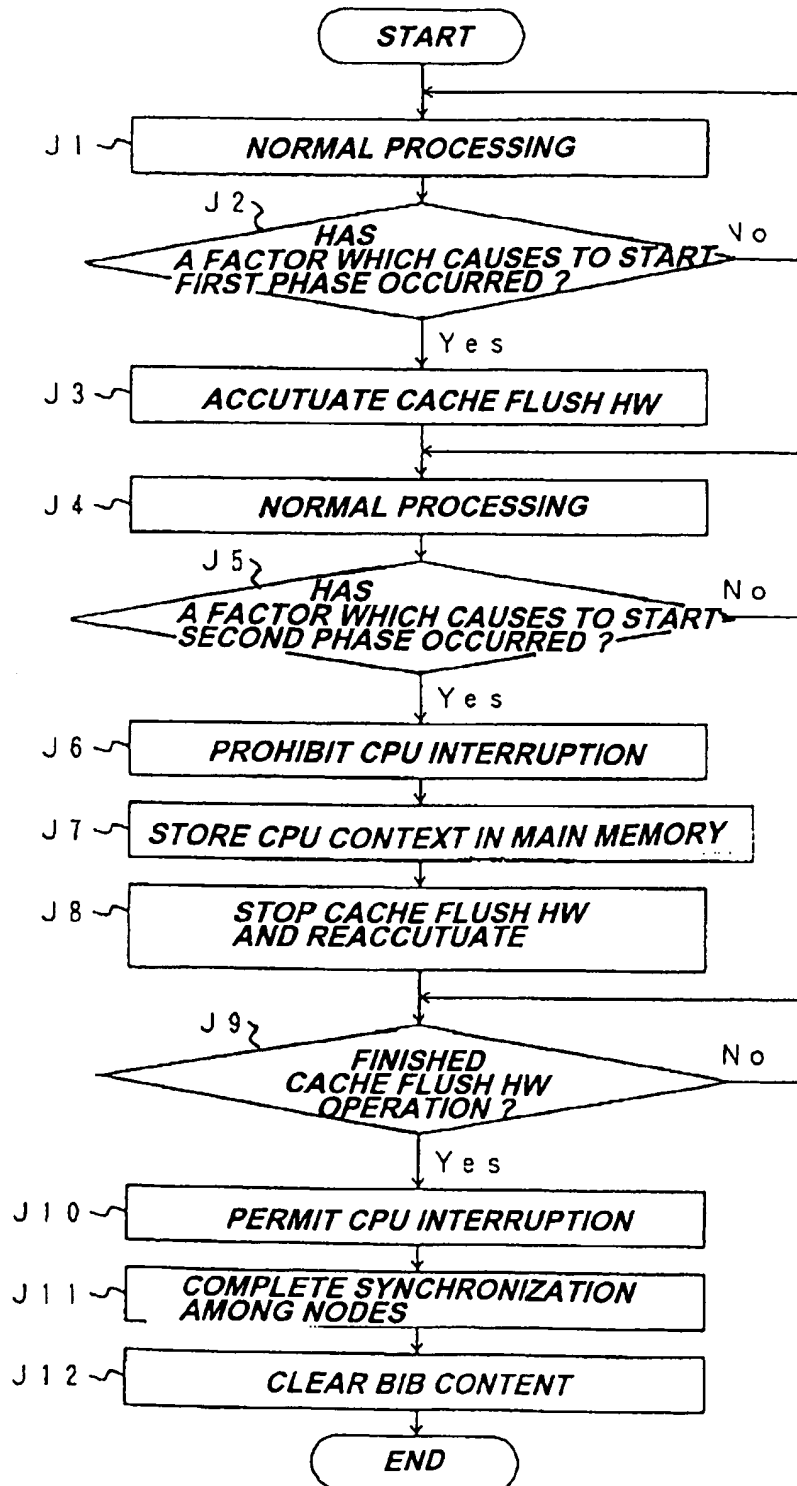 START
J1
NORMAL PROCESSING
J2
HAS
A FACTOR WHICH CAUSES TO START
FIRST PHASE OCCURRED ?
No
Yes
J3
ACCUTUATE CACHE FLUSH HW
J4
NORMAL PROCESSING
J5
HAS
A FACTOR WHICH CAUSES TO START
SECOND PHASE OCCURRED ?
No
Yes
J6
PROHIBIT CPU INTERRUPTION
J7
STORE CPU CONTEXT IN MAIN MEMORY
J8
STOP CACHE FLUSH HW
AND REACCUTUATE
J9
FINISHED
CACHE FLUSH HW
OPERATION ?
No
Yes
J10
PERMIT CPU INTERRUPTION
J11
COMPLETE SYNCHRONIZATION
AMONG NODES
J12
CLEAR BIB CONTENT
END